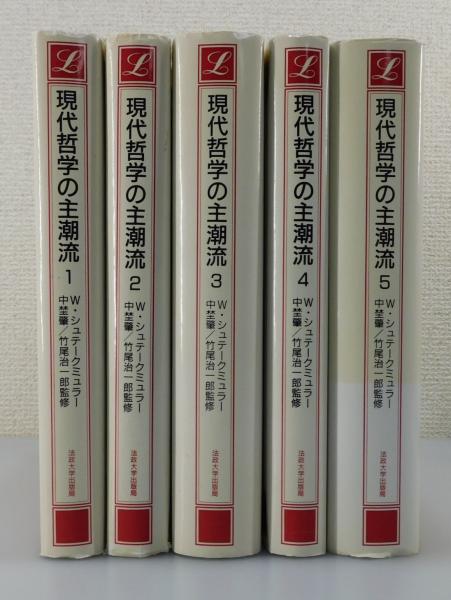 L
現代哲学の主潮流
1
W・シュテークミュラー
中埜肇/竹尾治一郎監修
法政大学出版局
L
現代哲学の主潮流
2
W・シュテークミュラー
中埜肇/竹尾治一郎監修
法政大学出版局
L
現代哲学の主潮流
3
W・シュテークミュラー
中埜肇/竹尾治一郎監修
法政大学出版局
L
現代哲学の主潮流
4
W・シュテークミュラー
中埜肇/竹尾治一郎監修
法政大学出版局
L
現代哲学の主潮流
5
W・シュテークミュラー
中埜肇/竹尾治一郎監修
法政大学出版局